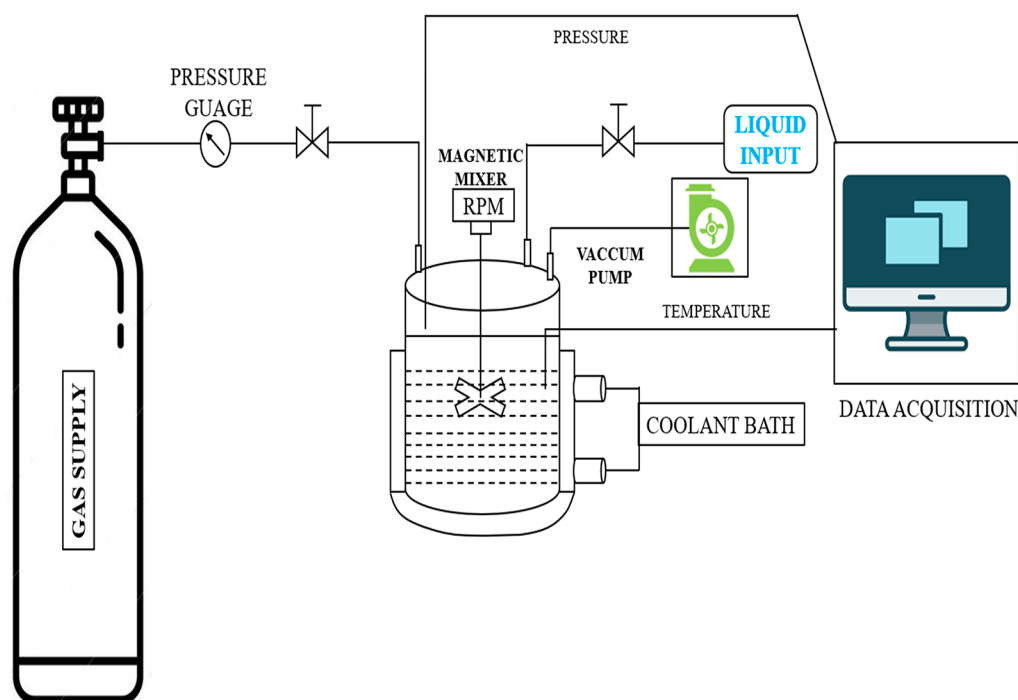 PRESSURE
PRESSURE
GUAGE
LIQUID
INPUT
MAGNETIC
MIXER
RPM
VACCUM
PUMP
TEMPERATURE
GAS SUPPLY
DATA ACQUISITION
COOLANT BATH